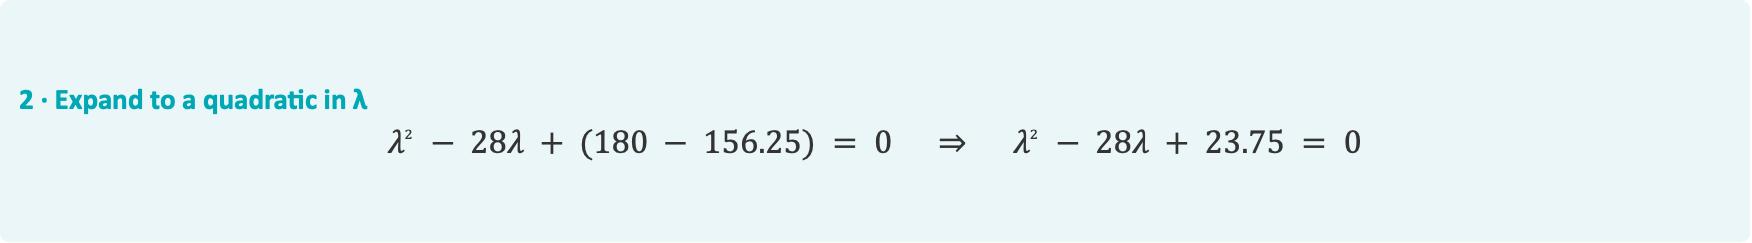 2 · Expand to a quadratic in λ
λ² − 28λ + (180 − 156.25) = 0 ⇒ λ² − 28λ + 23.75 = 0